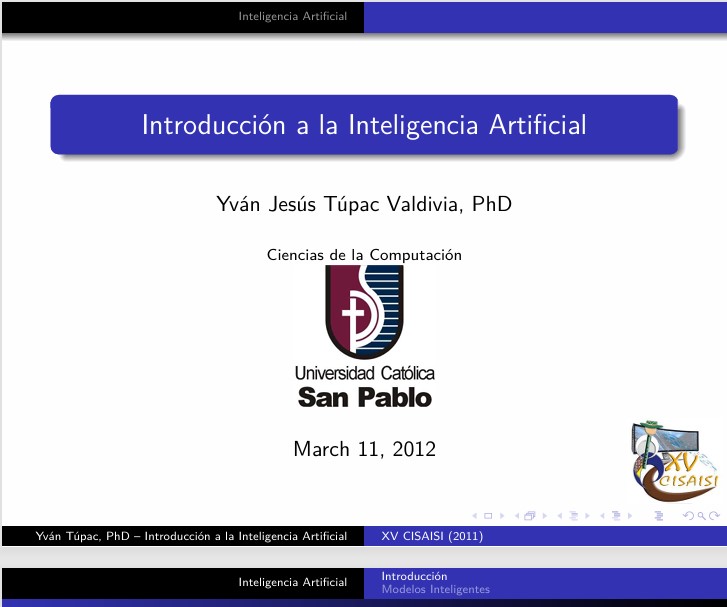 Inteligencia Artificial
Introducción a la Inteligencia Artificial
Yván Jesús Túpac Valdivia, PhD
Ciencias de la Computación
Universidad Católica
San Pablo
March 11, 2012
XV
CISAISI
Yván Túpac, PhD – Introducción a la Inteligencia Artificial
XV CISAISI (2011)
Inteligencia Artificial
Introducción
Modelos Inteligentes